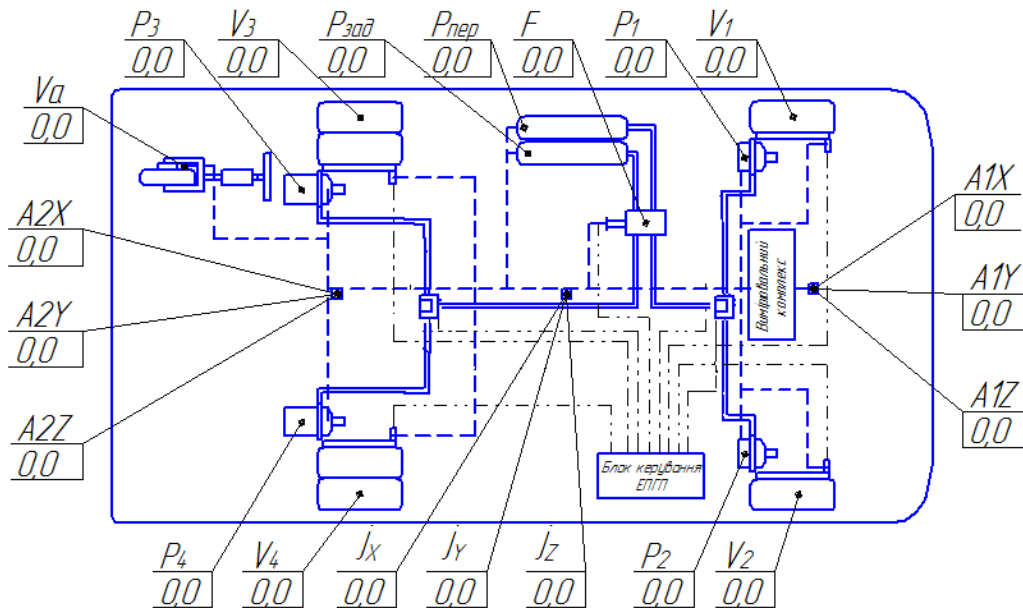 P3 V3 Pзад Pпер F P1 V1
0,0 0,0 0,0 0,0 0,0 0,0 0,0
Va
0,0
A2X
0,0
A2Y
0,0
A2Z
0,0
A1X
0,0
A1Y
0,0
A1Z
0,0
Вимірювальний
комплекс
Блок керування
ЕПГП
P4 V4 jX jY jZ P2 V2
0,0 0,0 0,0 0,0 0,0 0,0 0,0